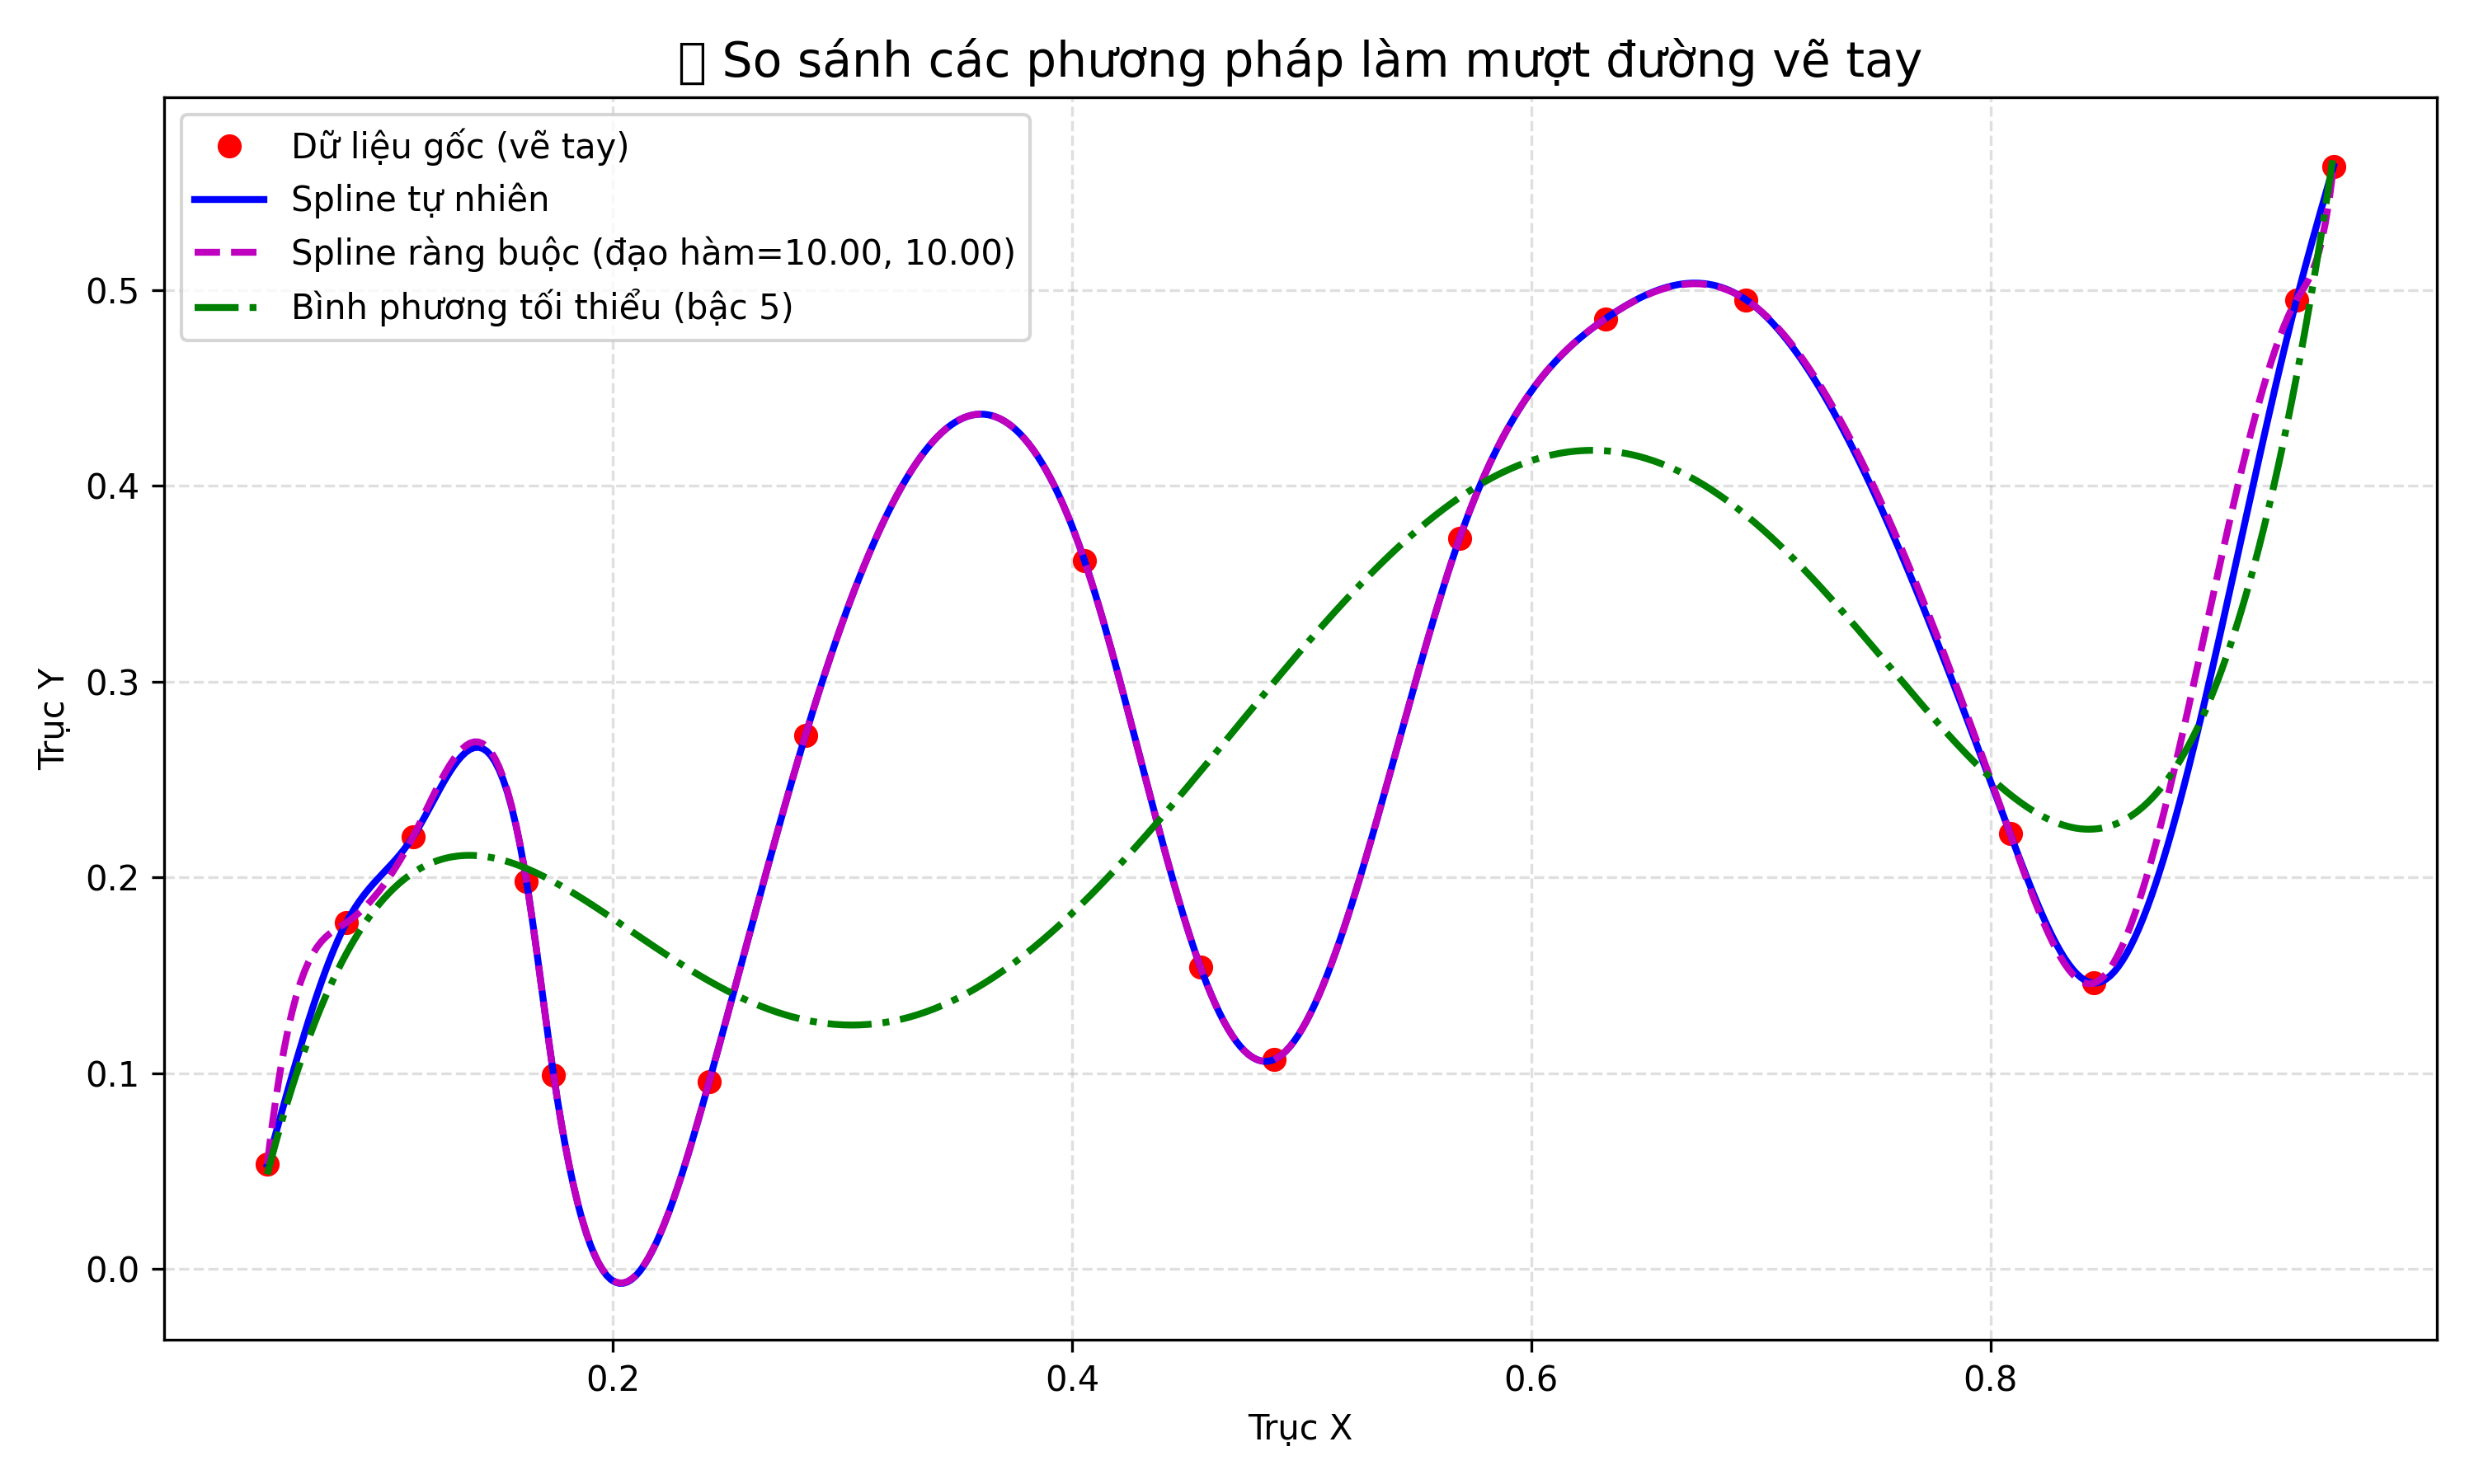 So sánh các phương pháp làm mượt đường vẽ tay
Dữ liệu gốc (vẽ tay)
Spline tự nhiên
Spline ràng buộc (đạo hàm=10.00, 10.00)
Bình phương tối thiểu (bậc 5)
Trục Y
0.5
0.4
0.3
0.2
0.1
0.0
0.2
0.4
0.6
0.8
Trục X